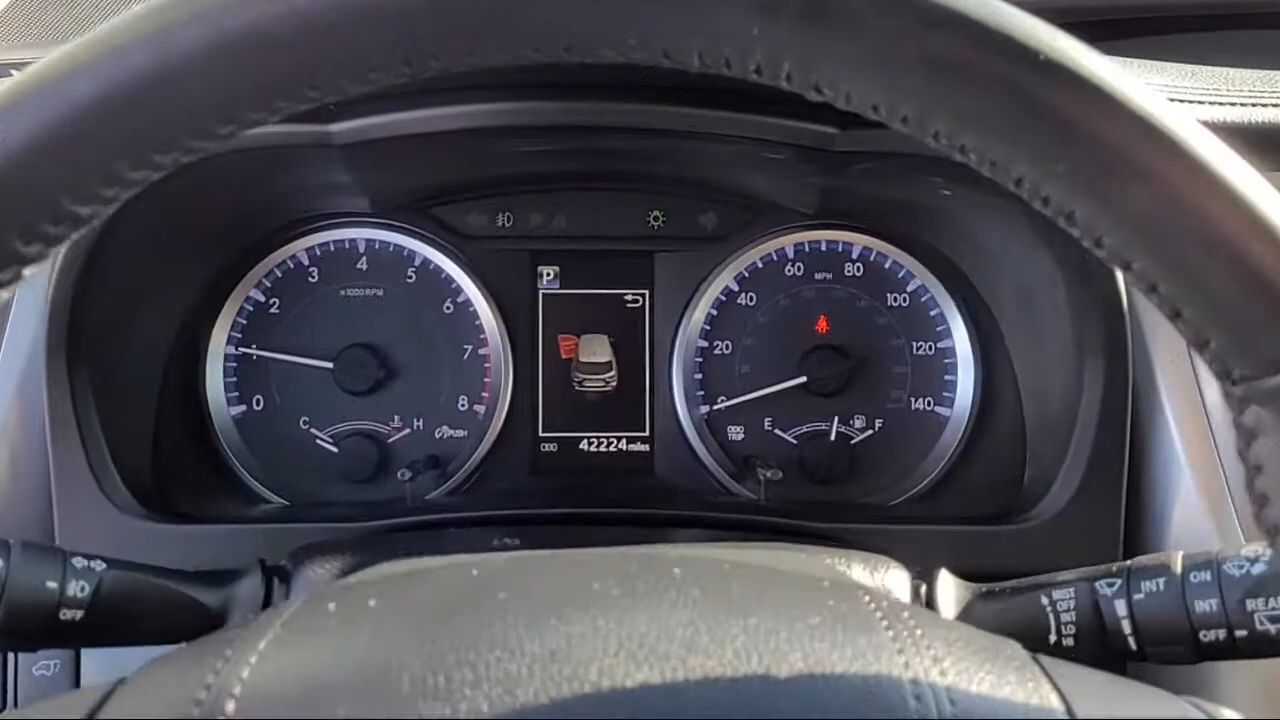 P
0
1
2
3
4
5
6
7
8
x1000 RPM
C
H
PUSH
ODO
42224 miles
0
20
40
60
80
100
120
140
MPH
ODO
TRIP
E
F
OFF
MIST
OFF
INT
LO
HI
INT
ON
INT
OFF
REAR